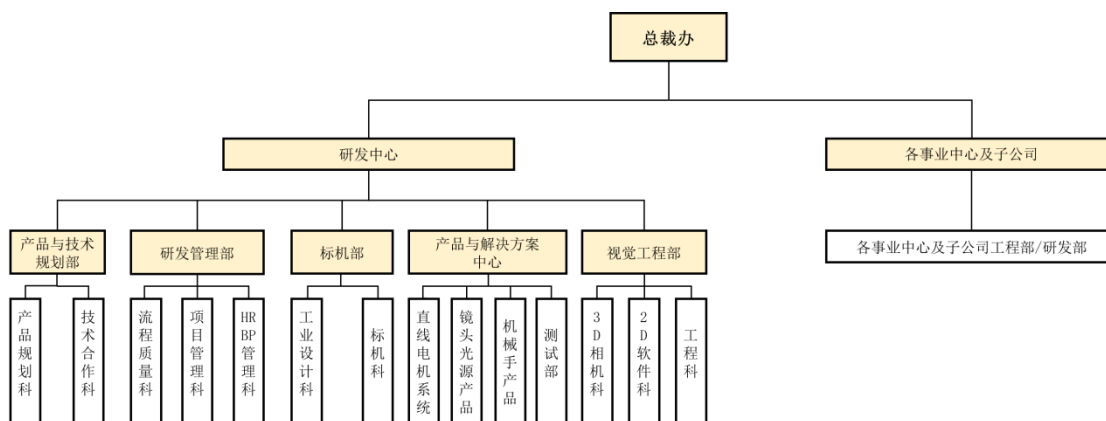 总裁办
研发中心
各事业中心及子公司
产品与技术
规划部
研发管理部
标机部
产品与解决方案
中心
视觉工程部
各事业中心及子公司工程部/研发部
产品规划科
技术合作科
流程质量科
项目管理科
HRBP管理科
工业设计科
标机科
直线电机系统
镜头光源产品
机械手产品
测试部
3D相机科
2D软件科
工程科